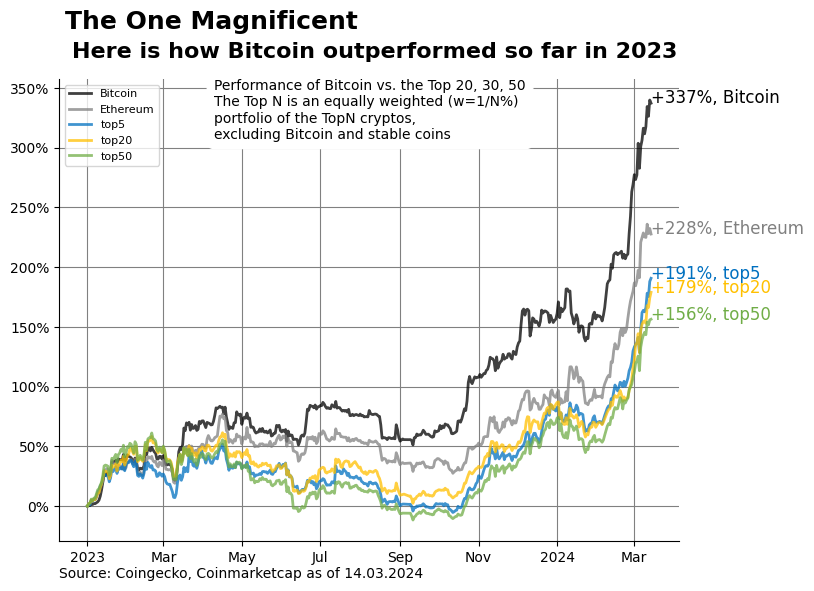 The One Magnificent
Here is how Bitcoin outperformed so far in 2023
350%
300%
250%
200%
150%
100%
50%
0%
Bitcoin
Ethereum
top5
top20
top50
Performance of Bitcoin vs. the Top 20, 30, 50
The Top N is an equally weighted (w=1/N%)
portfolio of the TopN cryptos,
excluding Bitcoin and stable coins
+337%, Bitcoin
+228%, Ethereum
+191%, top5
+179%, top20
+156%, top50
2023 Mar May Jul Sep Nov 2024 Mar
Source: Coingecko, Coinmarketcap as of 14.03.2024